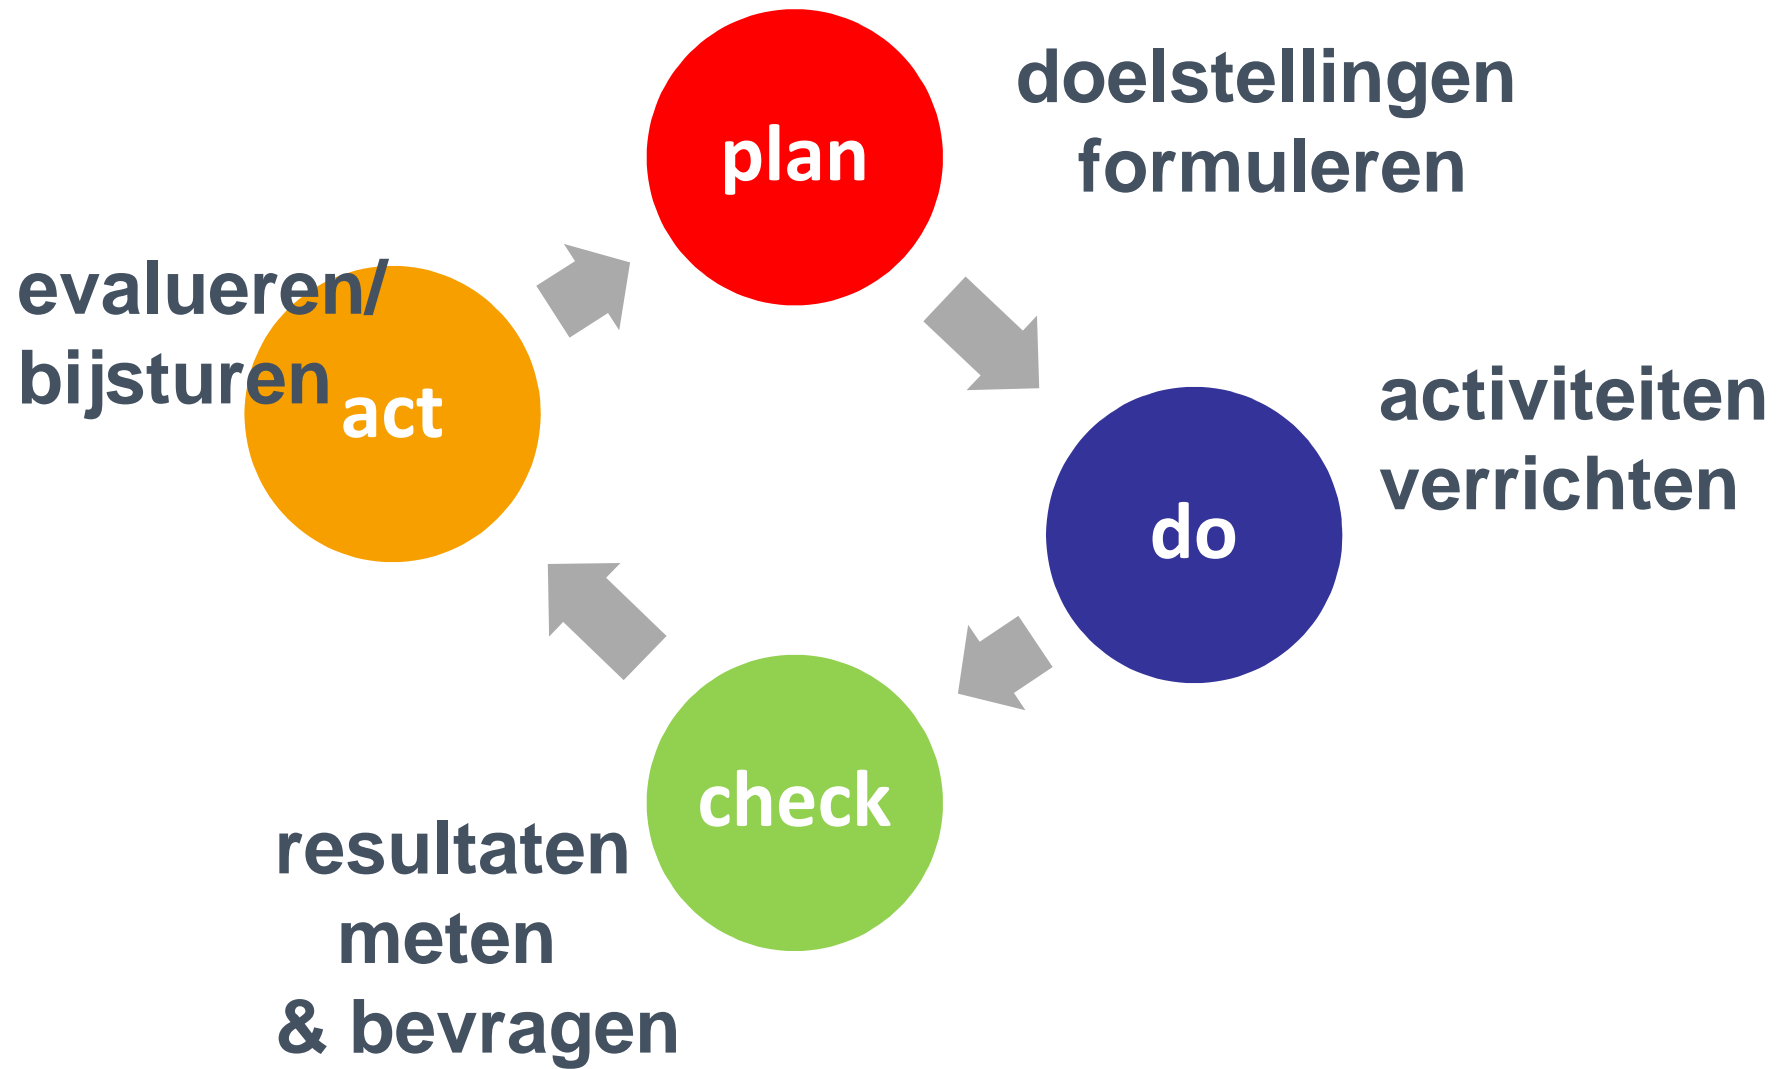 plan
doelstellingen
formuleren
do
activiteiten
verrichten
check
resultaten
meten
& bevragen
act
evalueren/
bijsturen